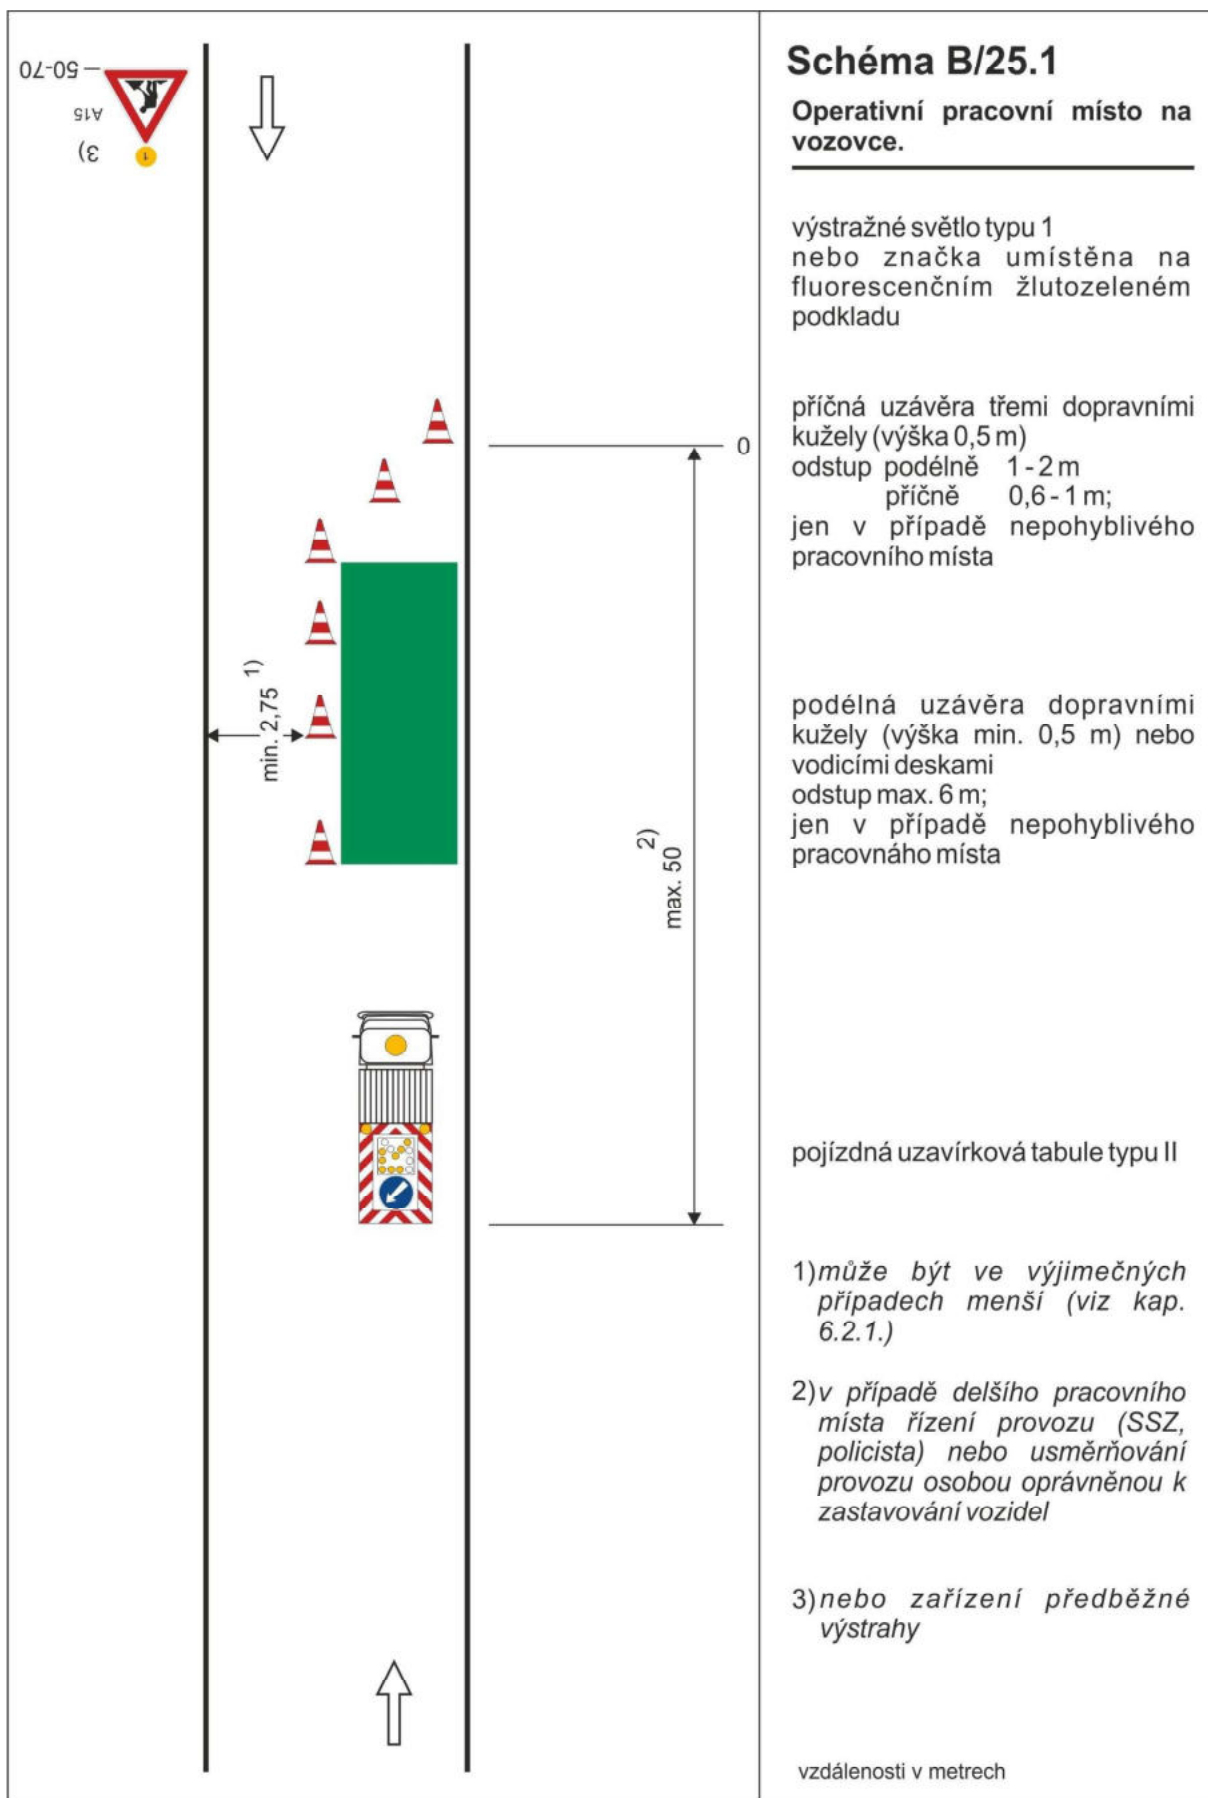 50-70
A15
3)
1
min. 2,75 1)
max. 50 2)
0
Schéma B/25.1
Operativní pracovní místo na
vozovce.
výstražné světlo typu 1
nebo značka umístěna na
fluorescenčním žlutozeleném
podkladu
příčná uzávěra třemi dopravními
kužely (výška 0,5 m)
odstup podélně 1 - 2 m
příčně 0,6 - 1 m;
jen v případě nepohyblivého
pracovního místa
podélná uzávěra dopravními
kužely (výška min. 0,5 m) nebo
vodicími deskami
odstup max. 6 m;
jen v případě nepohyblivého
pracovnáho místa
pojízdná uzavírková tabule typu II
1) může být ve výjimečných
případech menší (viz kap.
6.2.1.)
2) v případě delšího pracovního
místa řízení provozu (SSZ,
policista) nebo usměrňování
provozu osobou oprávněnou k
zastavování vozidel
3) nebo zařízení předběžné
výstrahy
vzdálenosti v metrech